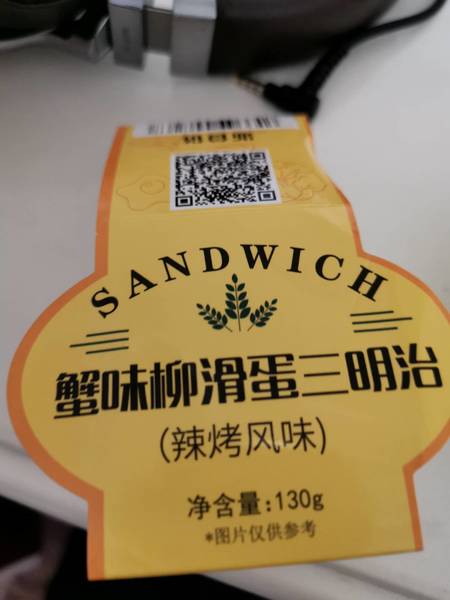 SANDWICH
蟹味柳滑蛋三明治
(辣烤风味)
净含量:130g
*图片仅供参考